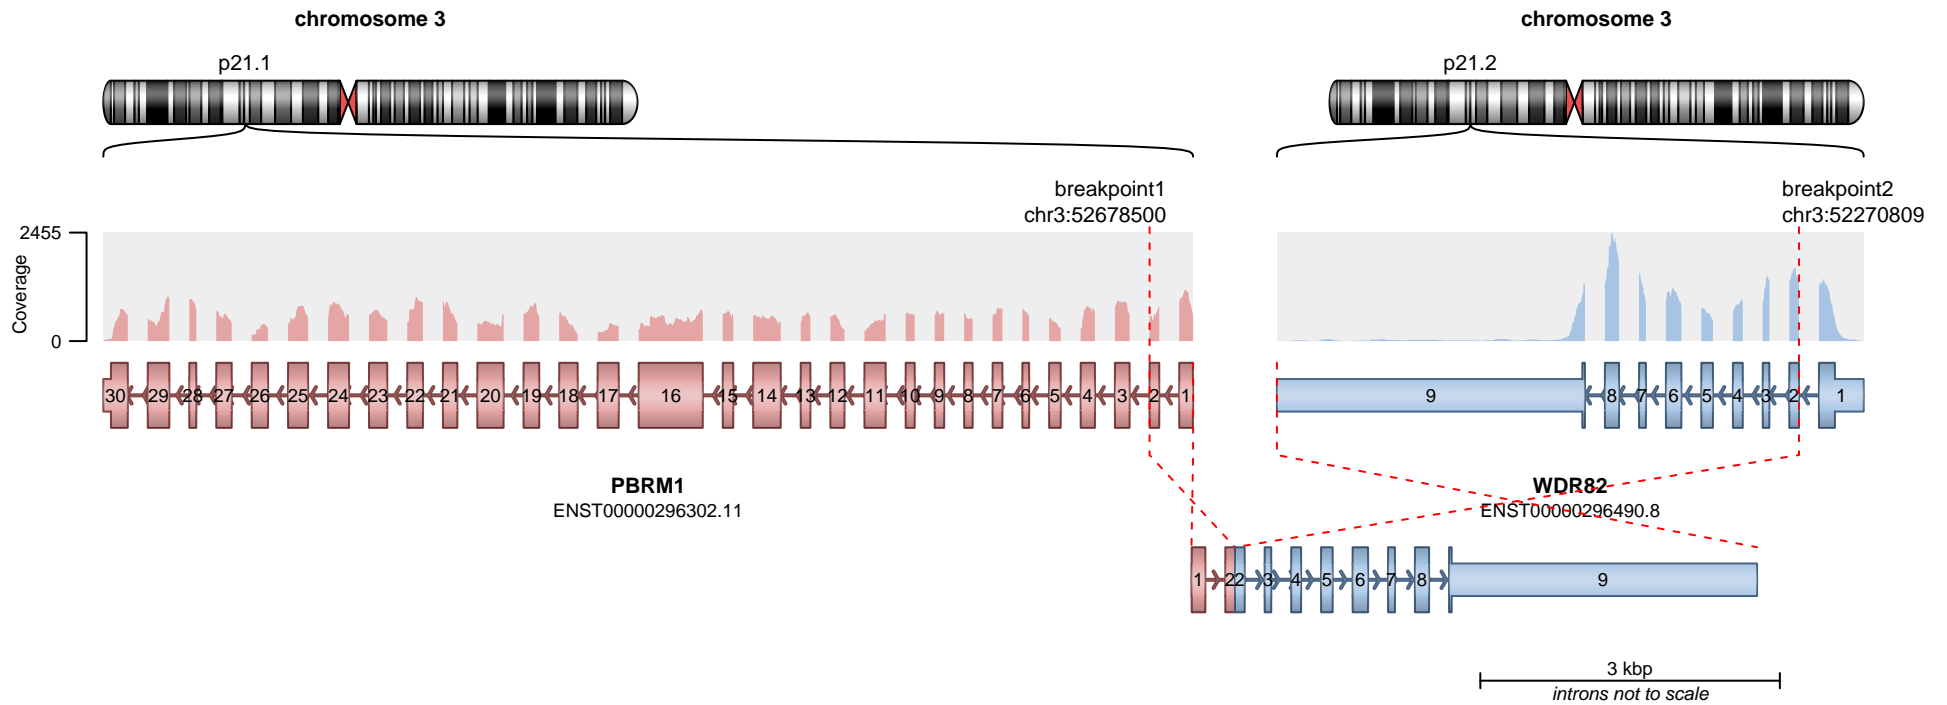 chromosome 3
chromosome 3
p21.1
p21.2
breakpoint1
chr3:52678500
breakpoint2
chr3:52270809
2455
Coverage
0
30 29 28 27 26 25 24 23 22 21 20 19 18 17 16 15 14 13 12 11 10 9 8 7 6 5 4 3 2 1
9 8 7 6 5 4 3 2 1
PBRM1
ENST00000296302.11
WDR82
ENST00000296490.8
1 2 2 3 4 5 6 7 8 9
3 kbp
introns not to scale